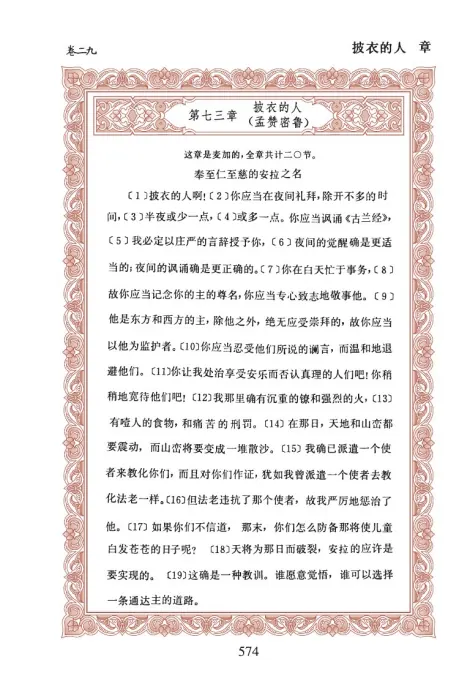 卷二九
披衣的人　章
第七三章　披衣的人
（孟赞密鲁）
这章是麦加的，全章共计二〇节。
奉至仁至慈的安拉之名
〔1〕披衣的人啊！〔2〕你应当在夜间礼拜，除开不多的时
间，〔3〕半夜或少一点，〔4〕或多一点。你应当讽诵《古兰经》，
〔5〕我必定以庄严的言辞授予你，〔6〕夜间的觉醒确是更适
当的；夜间的讽诵确是更正确的。〔7〕你在白天忙于事务，〔8〕
故你应当记念你的主的尊名，你应当专心致志地敬事他。〔9〕
他是东方和西方的主，除他之外，绝无应受崇拜的，故你应当
以他为监护者。〔10〕你应当忍受他们所说的谰言，而温和地退
避他们。〔11〕你让我处治享受安乐而否认真理的人们吧！你稍
稍地宽待他们吧！〔12〕我那里确有沉重的镣和强烈的火，〔13〕
有噎人的食物，和痛苦的刑罚。〔14〕在那日，天地和山峦都
要震动，而山峦将要变成一堆散沙。〔15〕我确已派遣一个使
者来教化你们，而且对你们作证，犹如我曾派遣一个使者去教
化法老一样。〔16〕但法老违抗了那个使者，故我严厉地惩治了
他。〔17〕如果你们不信道，那末，你们怎么防备那将使儿童
白发苍苍的日子呢？〔18〕天将为那日而破裂，安拉的应许是
要实现的。〔19〕这确是一种教训。谁愿意觉悟，谁可以选择
一条通达主的道路。
574